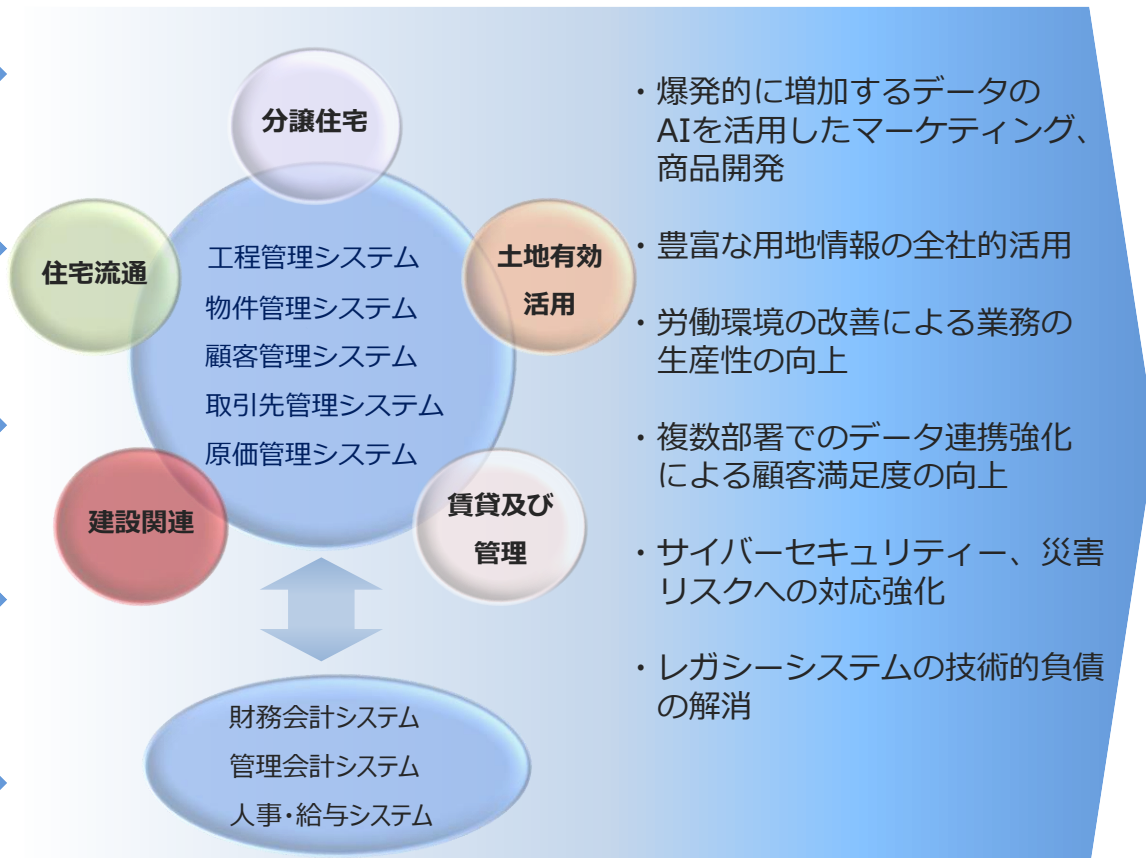 分譲住宅
住宅流通
土地有効
活用
建設関連
賃貸及び
管理
工程管理システム
物件管理システム
顧客管理システム
取引先管理システム
原価管理システム
財務会計システム
管理会計システム
人事・給与システム
・爆発的に増加するデータの
AIを活用したマーケティング、
商品開発
・豊富な用地情報の全社的活用
・労働環境の改善による業務の
生産性の向上
・複数部署でのデータ連携強化
による顧客満足度の向上
・サイバーセキュリティー、災害
リスクへの対応強化
・レガシーシステムの技術的負債
の解消